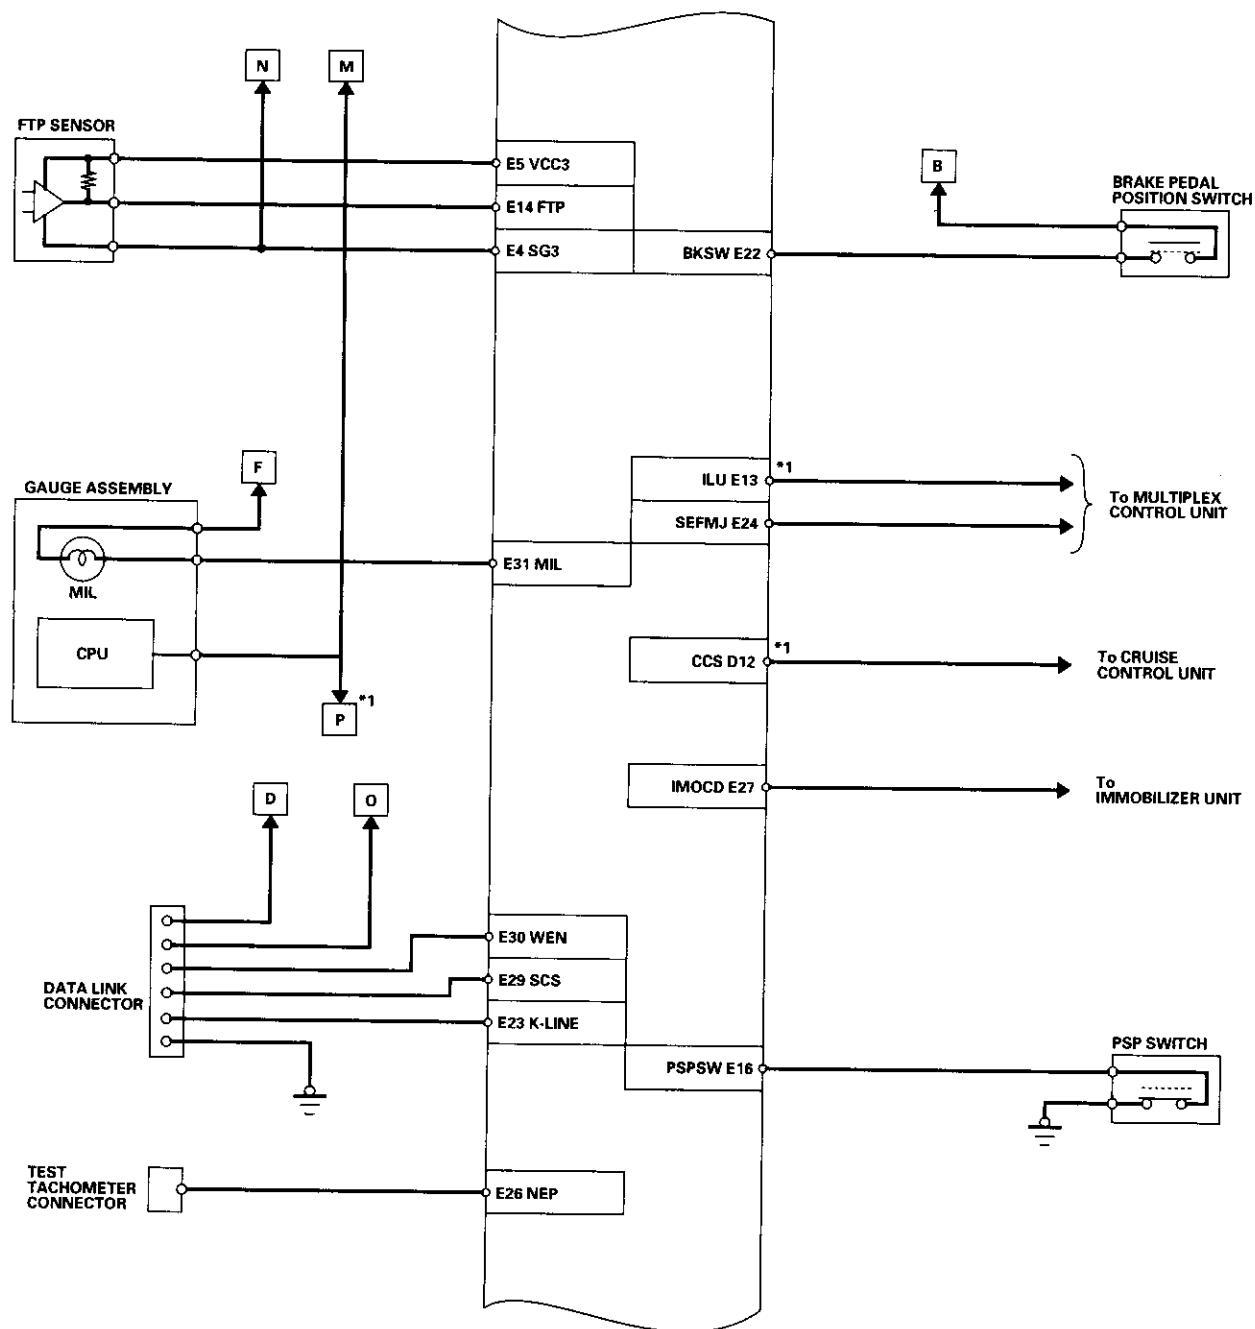 N
M
FTP SENSOR
E5 VCC3
E14 FTP
E4 SG3
BKSW E22
B
BRAKE PEDAL
POSITION SWITCH
F
GAUGE ASSEMBLY
MIL
CPU
E31 MIL
ILU E13
*1
SEFMJ E24
To MULTIPLEX
CONTROL UNIT
CCS D12
*1
To CRUISE
CONTROL UNIT
P
*1
IMOCD E27
To
IMMOBILIZER UNIT
D
O
DATA LINK
CONNECTOR
E30 WEN
E29 SCS
E23 K-LINE
PSPSW E16
PSP SWITCH
TEST
TACHOMETER
CONNECTOR
E26 NEP